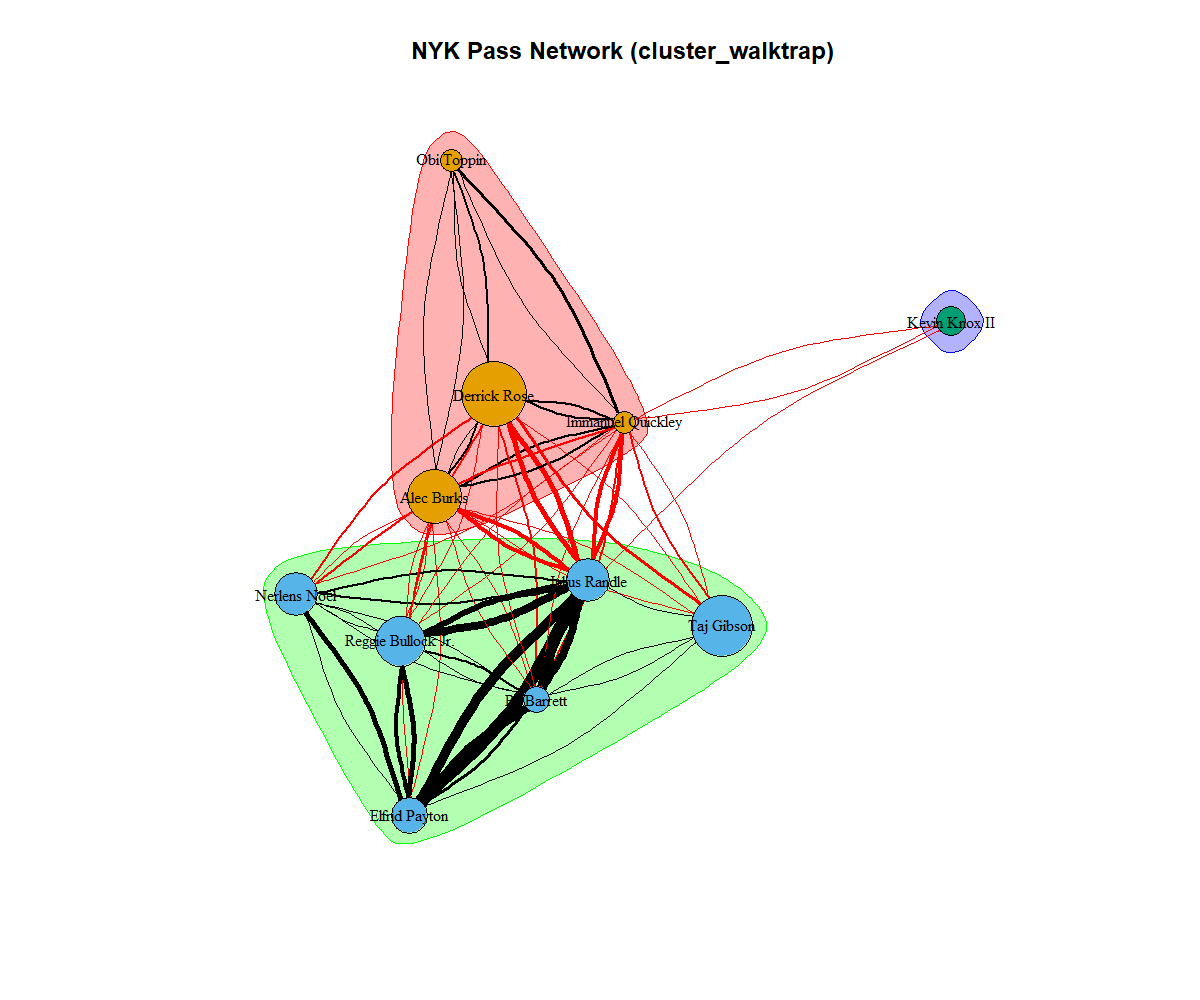 NYK Pass Network (cluster_walktrap)
Obi Toppin
Kevin Knox II
Derrick Rose
Immanuel Quickley
Alec Burks
Julius Randle
Nerlens Noel
Taj Gibson
Reggie Bullock Jr.
RJ Barrett
Elfrid Payton